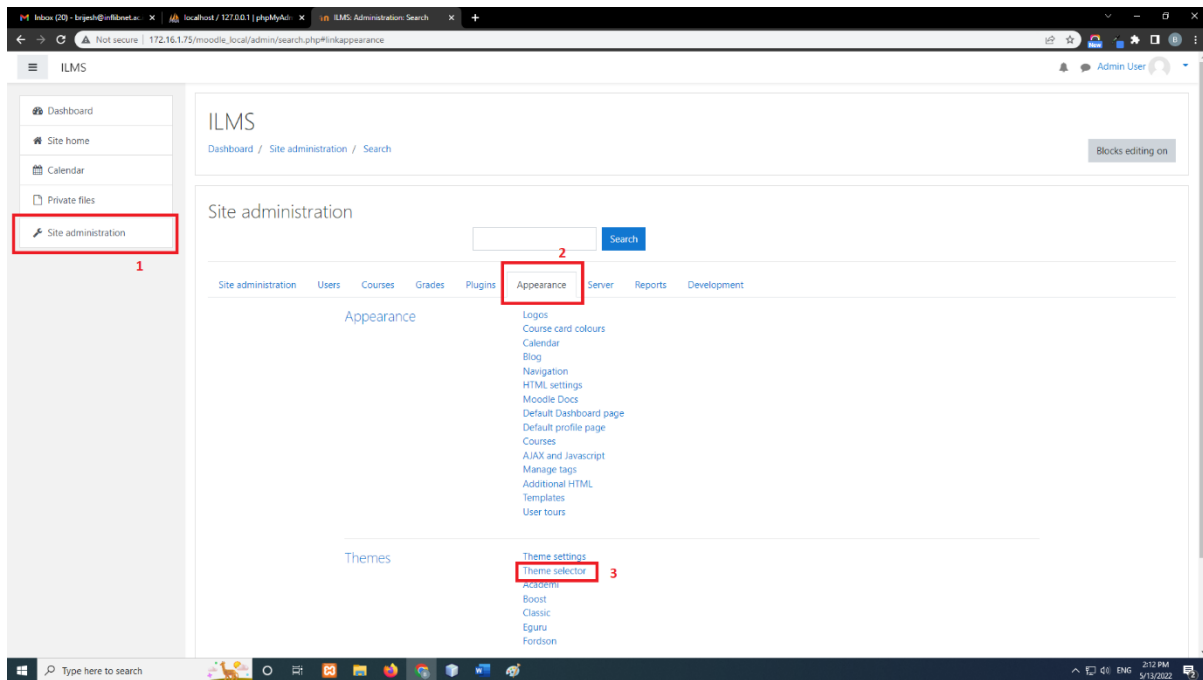 Inbox (20) - brijesh@inflibnet.ac.
localhost / 127.0.0.1 | phpMyAdm
ILMS: Administration: Search
Not secure | 172.16.1.75/moodle_local/admin/search.php#linkappearance
New
B
ILMS
Admin User
Dashboard
Site home
Calendar
Private files
Site administration
1
ILMS
Dashboard / Site administration / Search
Blocks editing on
Site administration
Search
2
Site administration Users Courses Grades Plugins Appearance Server Reports Development
Appearance
Logos
Course card colours
Calendar
Blog
Navigation
HTML settings
Moodle Docs
Default Dashboard page
Default profile page
Courses
AJAX and Javascript
Manage tags
Additional HTML
Templates
User tours
Themes
Theme settings
Theme selector
3
Academi
Boost
Classic
Eguru
Fordson
Type here to search
ENG
2:12 PM
5/13/2022